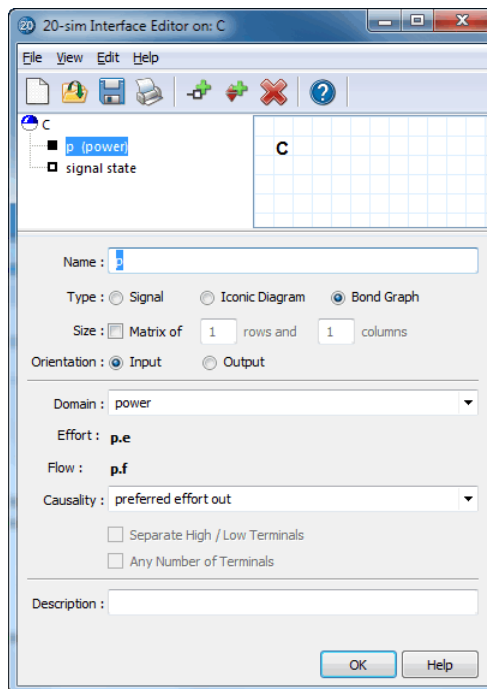 20-sim Interface Editor on: C
File View Edit Help
C
p (power)
signal state
C
Name : p
Type : Signal Iconic Diagram Bond Graph
Size : Matrix of 1 rows and 1 columns
Orientation : Input Output
Domain : power
Effort : p.e
Flow : p.f
Causality : preferred effort out
Separate High / Low Terminals
Any Number of Terminals
Description :
OK Help